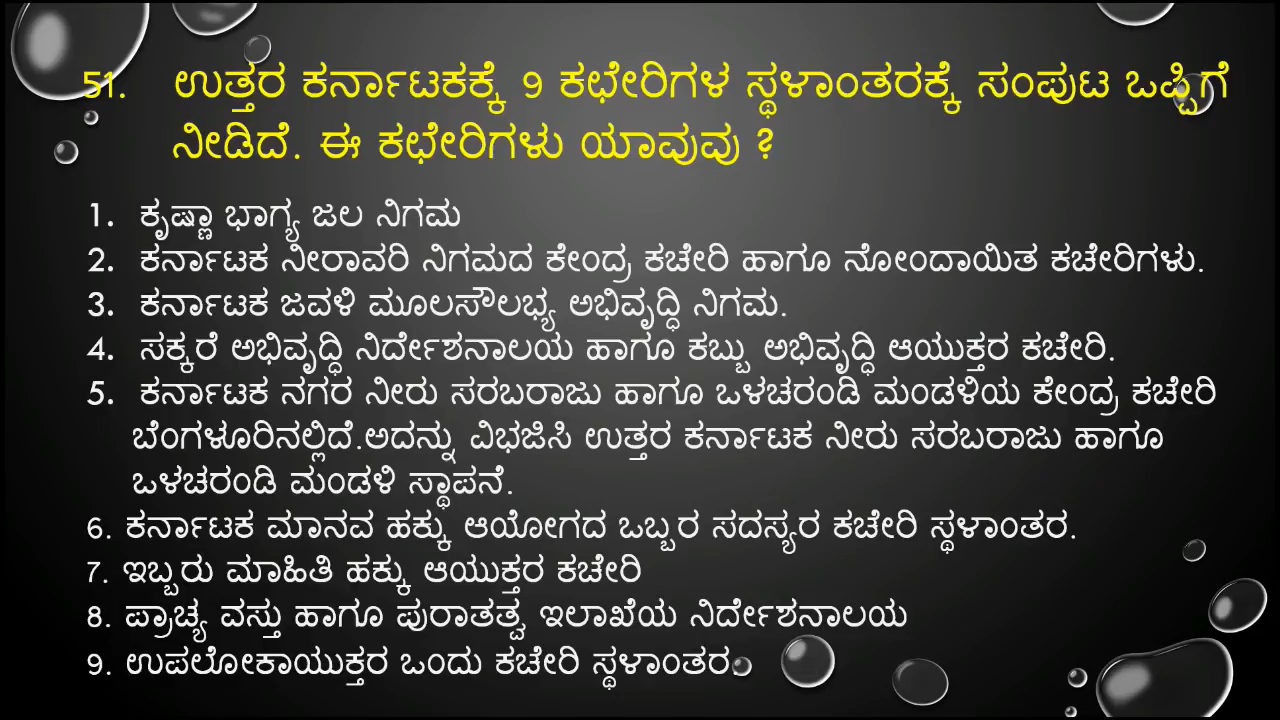 51. ಉತ್ತರ ಕರ್ನಾಟಕಕ್ಕೆ 9 ಕಛೇರಿಗಳ ಸ್ಥಳಾಂತರಕ್ಕೆ ಸಂಪುಟ ಒಪ್ಪಿಗೆ
ನೀಡಿದೆ. ಈ ಕಛೇರಿಗಳು ಯಾವುವು ?
1. ಕೃಷ್ಣಾ ಭಾಗ್ಯ ಜಲ ನಿಗಮ
2. ಕರ್ನಾಟಕ ನೀರಾವರಿ ನಿಗಮದ ಕೇಂದ್ರ ಕಚೇರಿ ಹಾಗೂ ನೋಂದಾಯಿತ ಕಚೇರಿಗಳು.
3. ಕರ್ನಾಟಕ ಜವಳಿ ಮೂಲಸೌಲಭ್ಯ ಅಭಿವೃದ್ಧಿ ನಿಗಮ.
4. ಸಕ್ಕರೆ ಅಭಿವೃದ್ಧಿ ನಿರ್ದೇಶನಾಲಯ ಹಾಗೂ ಕಬ್ಬು ಅಭಿವೃದ್ಧಿ ಆಯುಕ್ತರ ಕಚೇರಿ.
5. ಕರ್ನಾಟಕ ನಗರ ನೀರು ಸರಬರಾಜು ಹಾಗೂ ಒಳಚರಂಡಿ ಮಂಡಳಿಯ ಕೇಂದ್ರ ಕಚೇರಿ
ಬೆಂಗಳೂರಿನಲ್ಲಿದೆ.ಅದನ್ನು ವಿಭಜಿಸಿ ಉತ್ತರ ಕರ್ನಾಟಕ ನೀರು ಸರಬರಾಜು ಹಾಗೂ
ಒಳಚರಂಡಿ ಮಂಡಳಿ ಸ್ಥಾಪನೆ.
6. ಕರ್ನಾಟಕ ಮಾನವ ಹಕ್ಕು ಆಯೋಗದ ಒಬ್ಬರ ಸದಸ್ಯರ ಕಚೇರಿ ಸ್ಥಳಾಂತರ.
7. ಇಬ್ಬರು ಮಾಹಿತಿ ಹಕ್ಕು ಆಯುಕ್ತರ ಕಚೇರಿ
8. ಪ್ರಾಚ್ಯ ವಸ್ತು ಹಾಗೂ ಪುರಾತತ್ವ ಇಲಾಖೆಯ ನಿರ್ದೇಶನಾಲಯ
9. ಉಪಲೋಕಾಯುಕ್ತರ ಒಂದು ಕಚೇರಿ ಸ್ಥಳಾಂತರ.